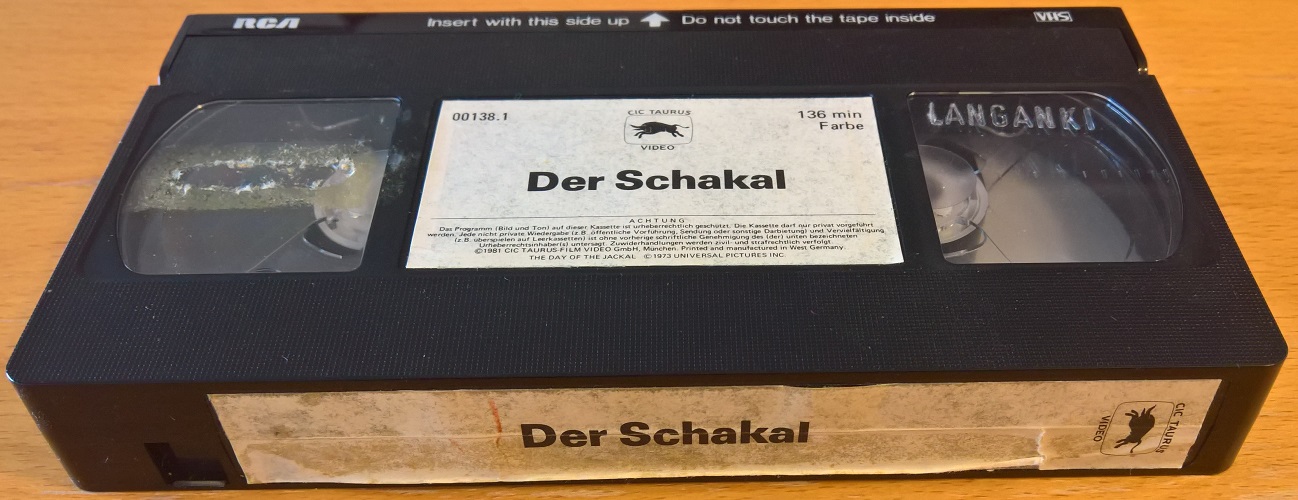 RCA Insert with this side up Do not touch the tape inside VHS
00138.1
CIC TAURUS
VIDEO
136 min
Farbe
LANGANKI
Der Schakal
ACHTUNG
Das Programm (Bild und Ton) auf dieser Kassette ist urheberrechtlich geschützt. Die Kassette darf nur privat vorgeführt
werden. Jede nicht private Wiedergabe (z.B. öffentliche Vorführung, Sendung oder sonstige Darbietung) und Vervielfältigung
(z.B. überspielen auf Leerkassetten) ist ohne vorherige schriftliche Genehmigung des (der) unten bezeichneten
Urheberrechtsinhaber(s) untersagt. Zuwiderhandlungen werden zivil- und strafrechtlich verfolgt.
©1981 CIC TAURUS-FILM VIDEO GmbH, München. Printed and manufactured in West Germany.
THE DAY OF THE JACKAL ©1973 UNIVERSAL PICTURES INC.
Der Schakal
CIC TAURUS
VIDEO